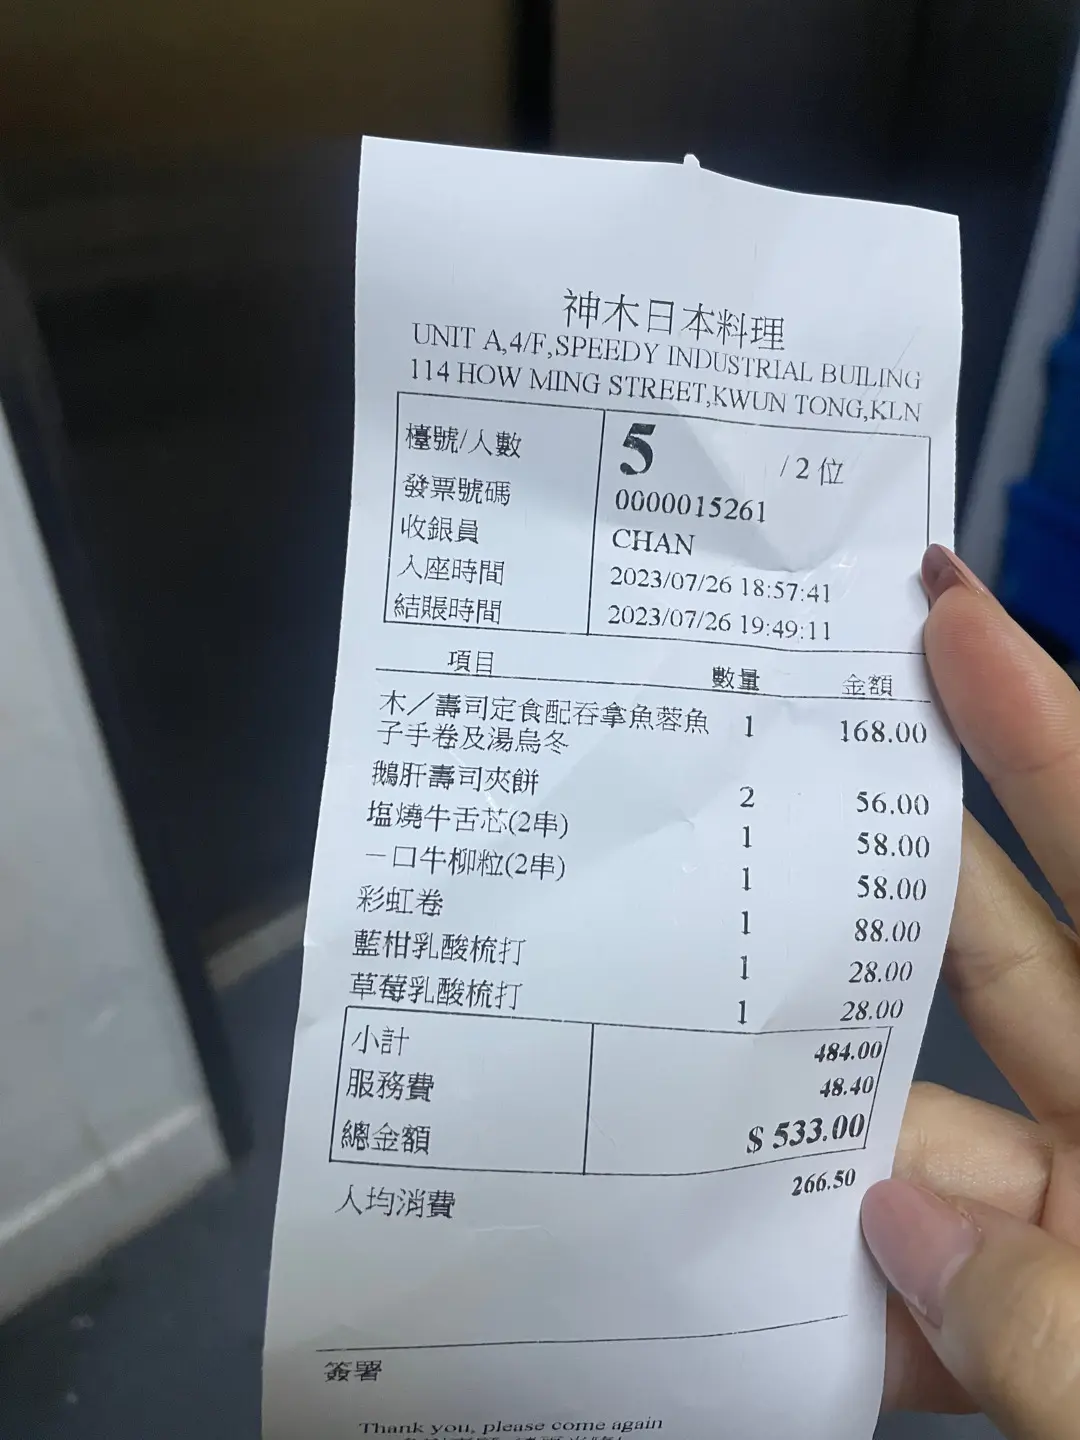 神木日本料理
UNIT A,4/F,SPEEDY INDUSTRIAL BUILING
114 HOW MING STREET,KWUN TONG,KLN
檯號/人數 5 / 2 位
發票號碼 0000015261
收銀員 CHAN
入座時間 2023/07/26 18:57:41
結賬時間 2023/07/26 19:49:11
項目 數量 金額
木／壽司定食配吞拿魚蓉魚 1 168.00
子手卷及湯烏冬
鵝肝壽司夾餅 2 56.00
塩燒牛舌芯(2串) 1 58.00
一口牛柳粒(2串) 1 58.00
彩虹卷 1 88.00
藍柑乳酸梳打 1 28.00
草莓乳酸梳打 1 28.00
小計 484.00
服務費 48.40
總金額 $ 533.00
人均消費 266.50
簽署
Thank you, please come again